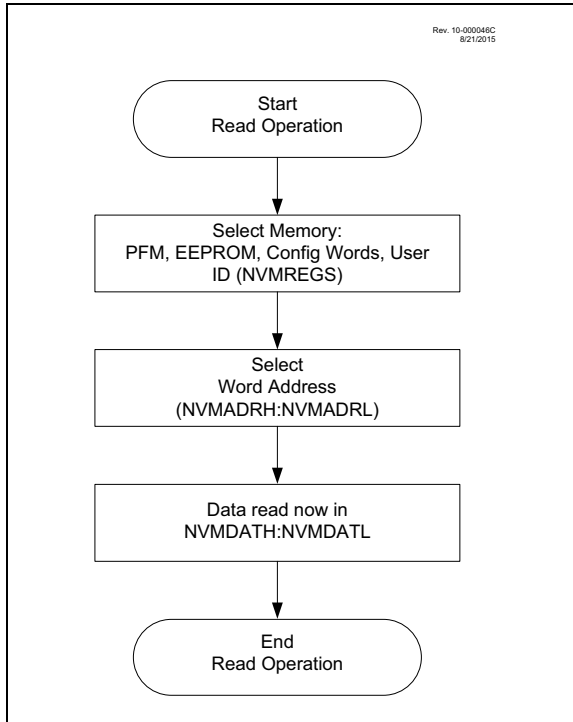 Rev. 10-000046C
8/21/2015
Start
Read Operation
Select Memory:
PFM, EEPROM, Config Words, User
ID (NVMREGS)
Select
Word Address
(NVMADRH:NVMADRL)
Data read now in
NVMDATH:NVMDATL
End
Read Operation